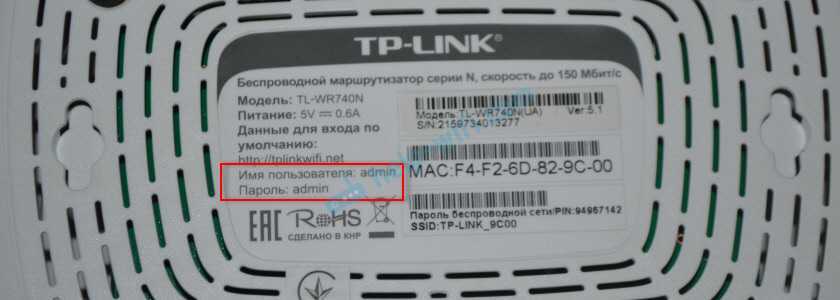 TP-LINK®
Беспроводной маршрутизатор серии N, скорость до 150 Мбит/с
Модель: TL-WR740N
Питание: 5V ⎓ 0.6A
Данные для входа по
умолчанию:
http://tplinkwifi.net
Имя пользователя: admin
Пароль: admin
EAC RoHS
СДЕЛАНО В КНР
Модель:TL-WR740N(UA) Ver:5.1
S/N:2159734013277
MAC:F4-F2-6D-82-9C-00
Пароль беспроводной сети/PIN:94967142
SSID:TP-LINK_9C00